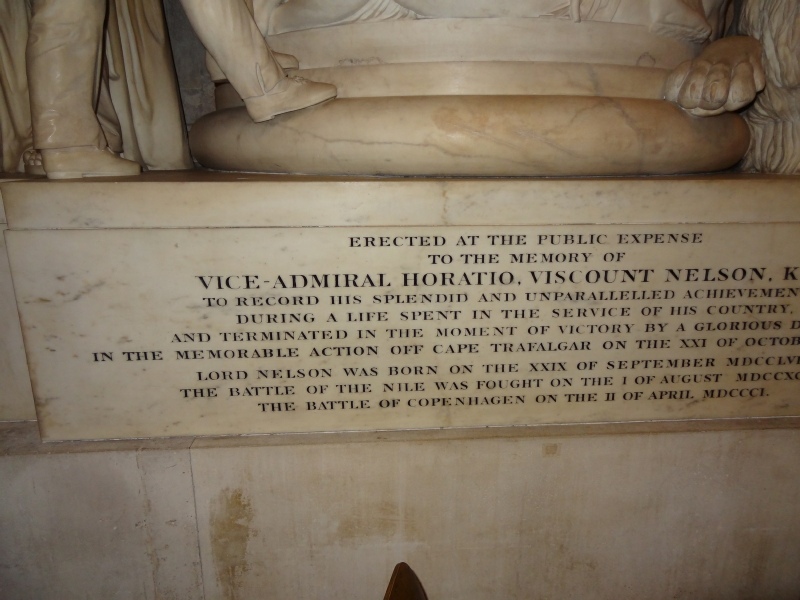 ERECTED AT THE PUBLIC EXPENSE
TO THE MEMORY OF
VICE-ADMIRAL HORATIO, VISCOUNT NELSON, K
TO RECORD HIS SPLENDID AND UNPARALLELLED ACHIEVEMEN
DURING A LIFE SPENT IN THE SERVICE OF HIS COUNTRY,
AND TERMINATED IN THE MOMENT OF VICTORY BY A GLORIOUS D
IN THE MEMORABLE ACTION OFF CAPE TRAFALGAR ON THE XXI OF OCTOB
LORD NELSON WAS BORN ON THE XXIX OF SEPTEMBER MDCCLVI
THE BATTLE OF THE NILE WAS FOUGHT ON THE I OF AUGUST MDCCXC
THE BATTLE OF COPENHAGEN ON THE II OF APRIL MDCCCI.